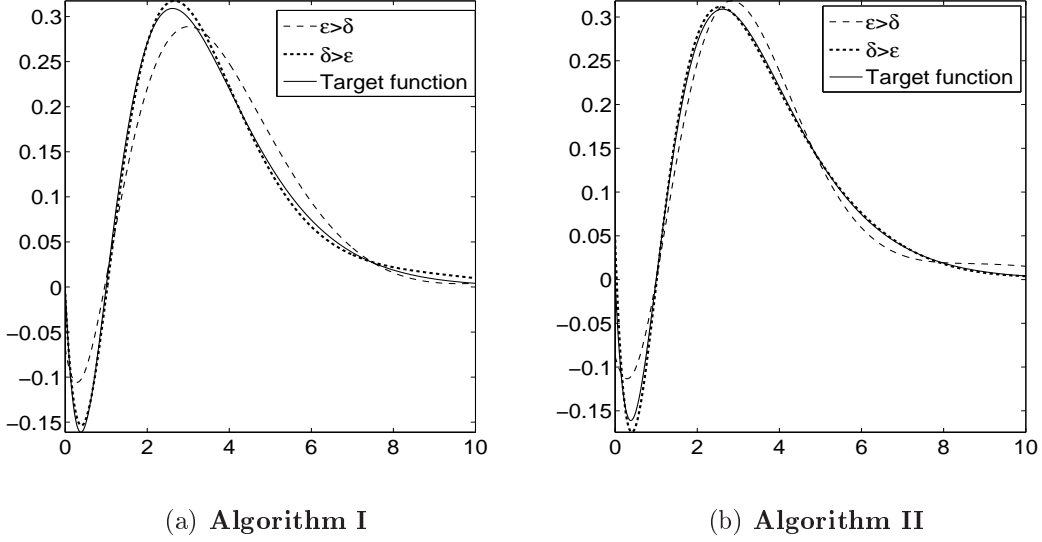 0.3
0.25
0.2
0.15
0.1
0.05
0
−0.05
−0.1
−0.15
0 2 4 6 8 10
ε>δ
δ>ε
Target function
(a) Algorithm I
0.3
0.25
0.2
0.15
0.1
0.05
0
−0.05
−0.1
−0.15
0 2 4 6 8 10
ε>δ
δ>ε
Target function
(b) Algorithm II